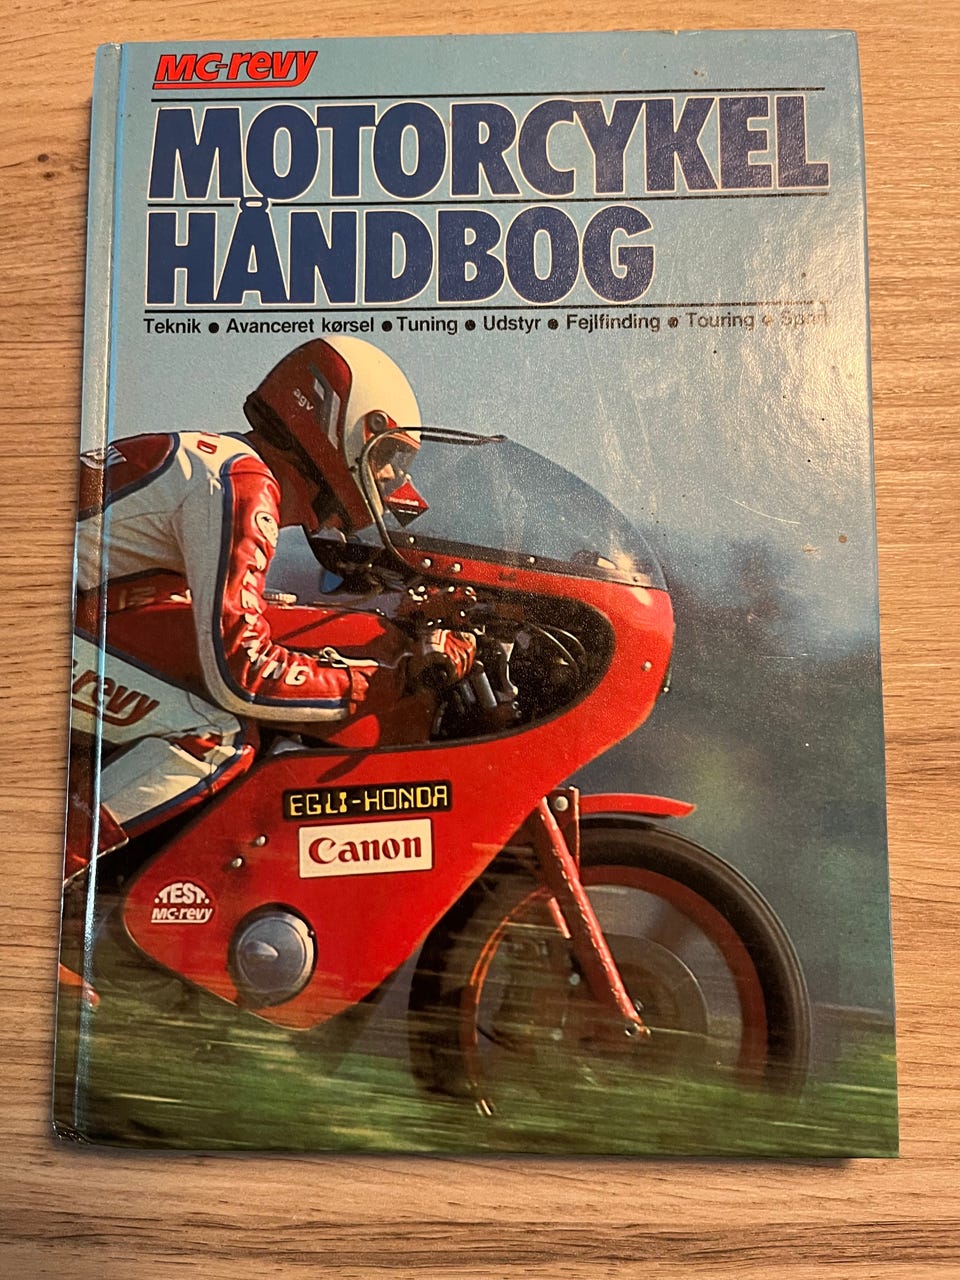 MC-revy
MOTORCYKEL
HÅNDBOG
Teknik ● Avanceret kørsel ● Tuning ● Udstyr ● Fejlfinding ● Touring ● Sport
agv
-revy
EGLI-HONDA
Canon
TEST
MC-revy